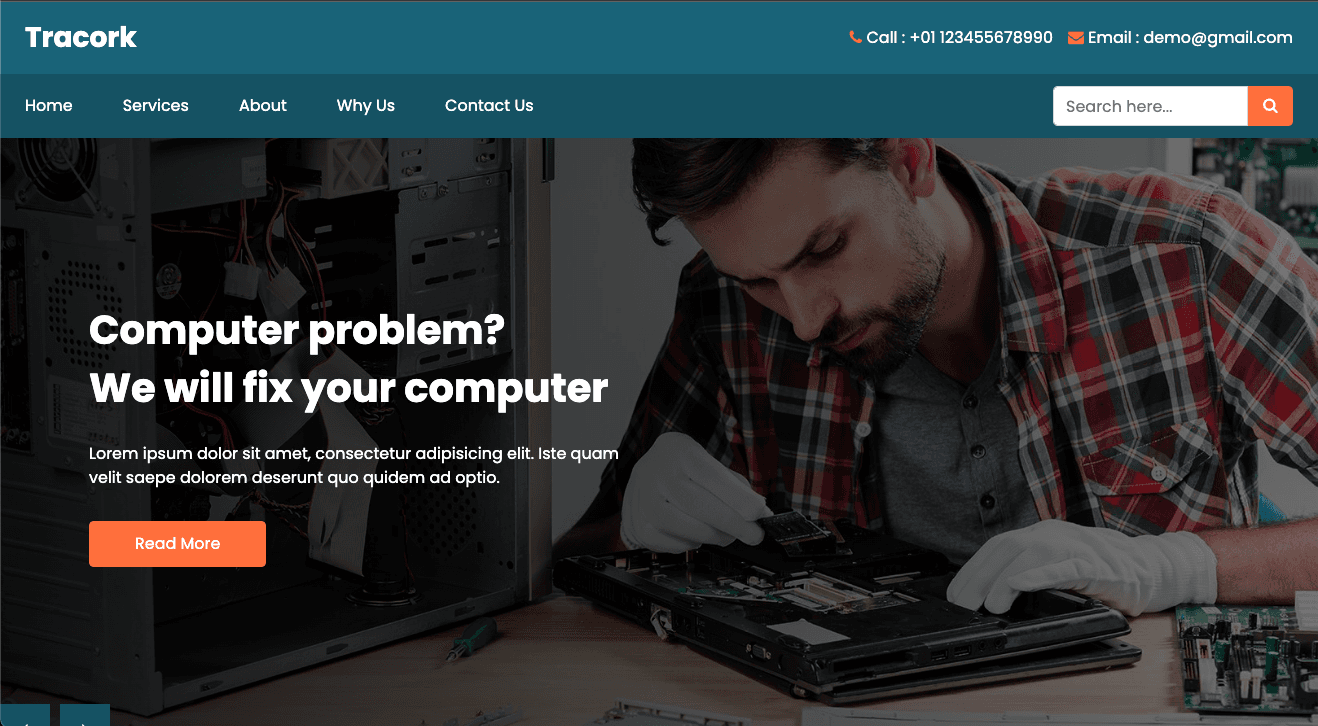 Tracork
Call : +01 123455678990
Email : demo@gmail.com
Home
Services
About
Why Us
Contact Us
Search here...
Computer problem?
We will fix your computer
Lorem ipsum dolor sit amet, consectetur adipisicing elit. Iste quam
velit saepe dolorem deserunt quo quidem ad optio.
Read More